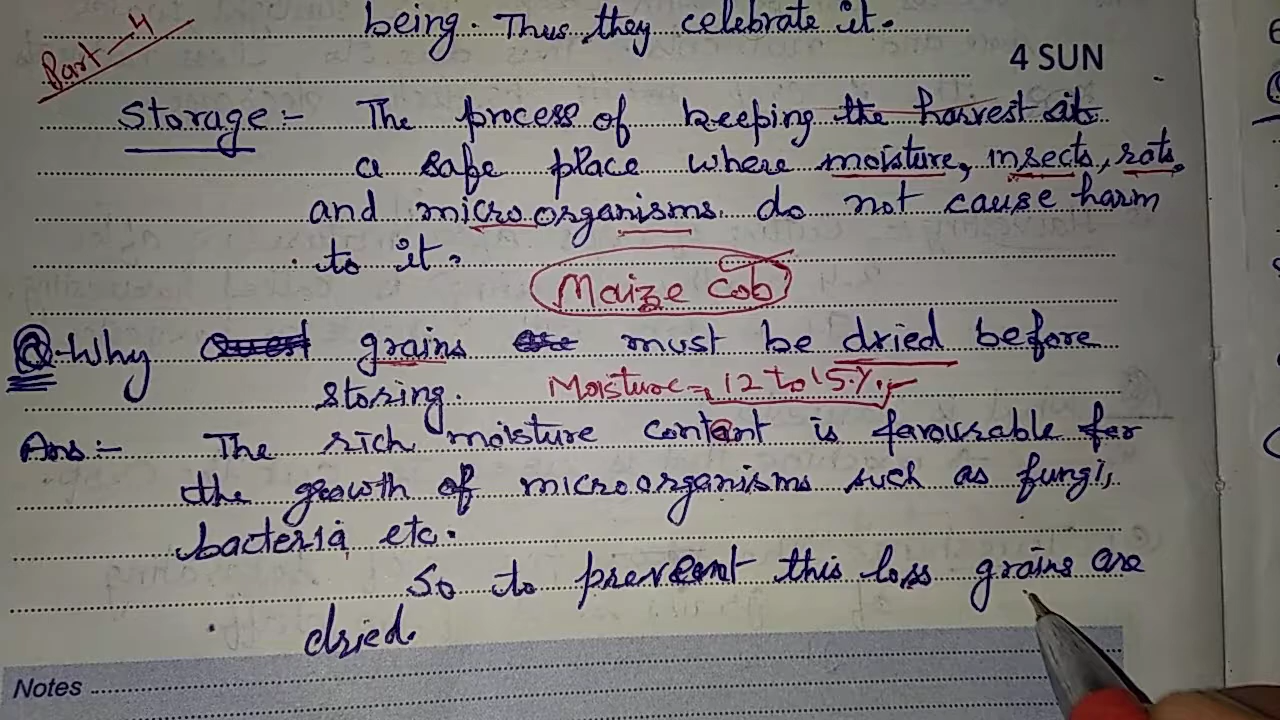 being. Thus they celebrate it.
Part-4
4 SUN
Storage:- The process of keeping the harvest at
a safe place where moisture, insects, rats,
and microorganisms do not cause harm
to it.
Maize Cob
Q.-Why grains must be dried before
storing. Moisture = 12 to 15.%.
Ans:- The rich moisture content is favourable for
the growth of microorganisms such as fungi,
bacteria etc.
So to prevent this loss grains are
dried.
Notes